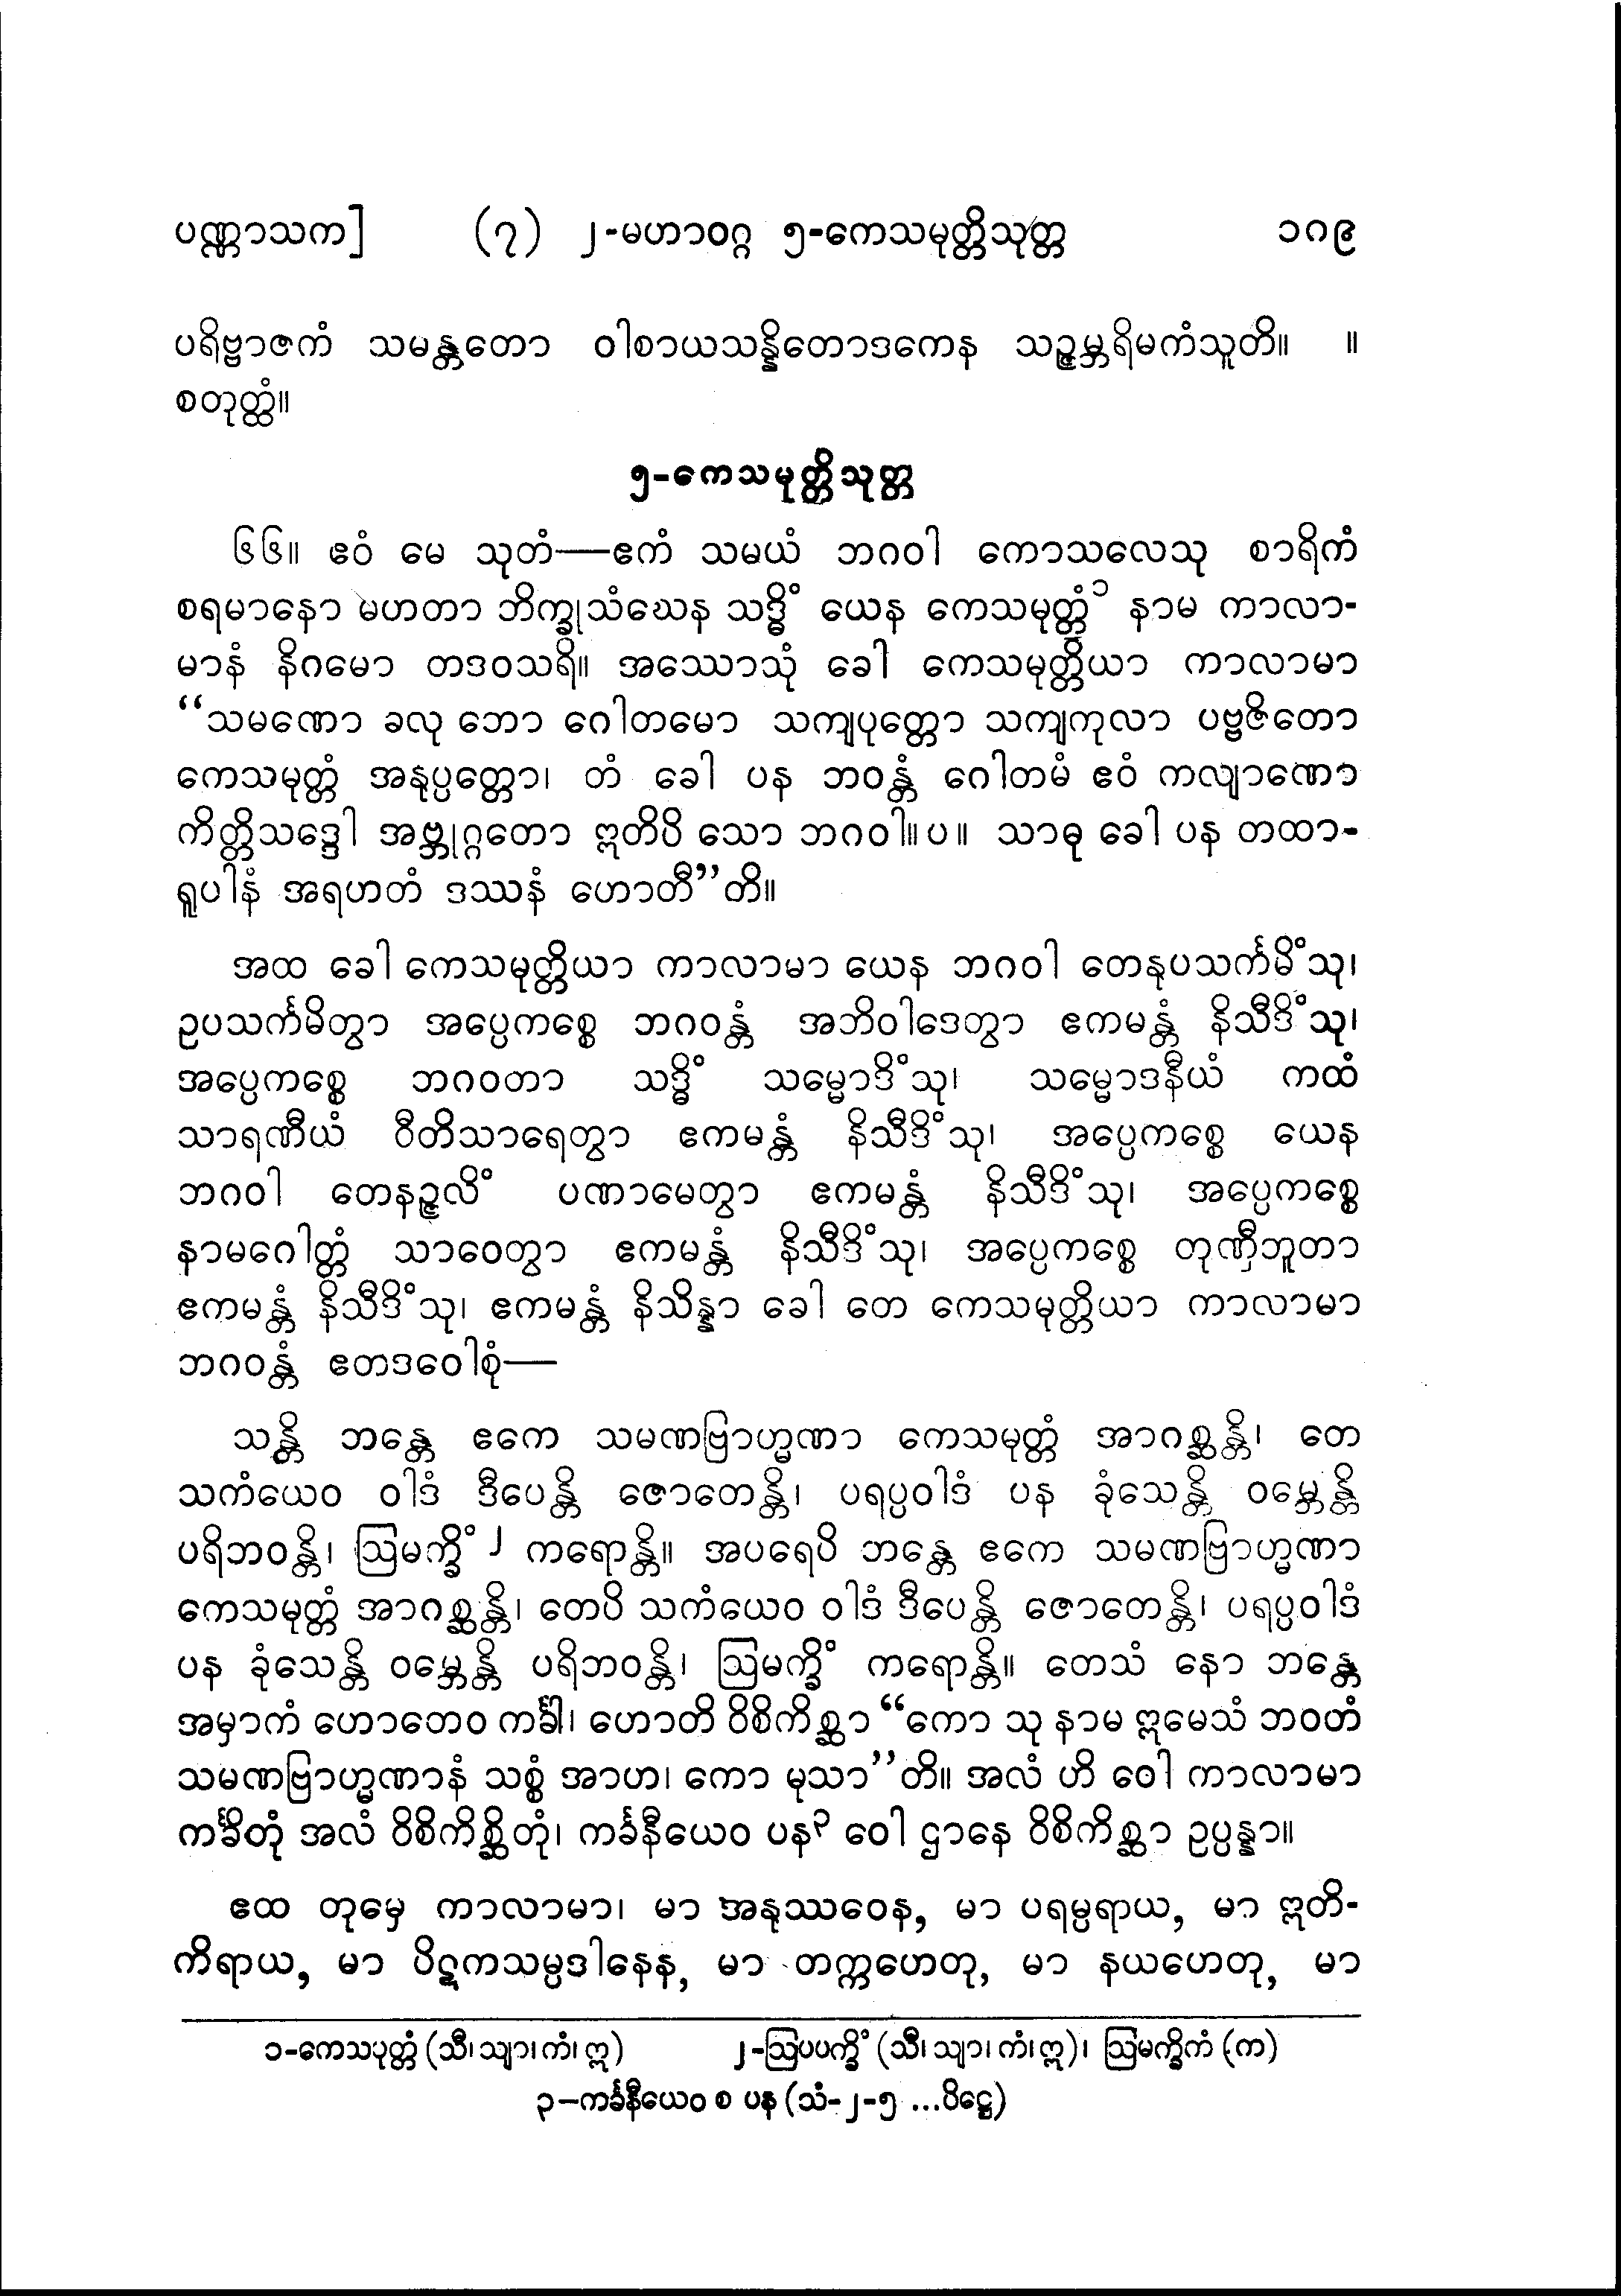 ပဏ္ဏာသက] (၇) ၂-မဟာဝဂ္ဂ ၅-ကေသမုတ္တိသုတ္တ ၁၈၉
ပရိဗ္ဗာဇကံ သမန္တတော ဝါစာယသန္နိတောဒကေန သဉ္ဇမ္ဘရိမကံသူတိ။ ။
စတုတ္ထံ။
၅-ကေသမုတ္တိသုတ္တ
၆၆။ ဧဝံ မေ သုတံ—ဧကံ သမယံ ဘဂဝါ ကောသလေသု စာရိကံ
စရမာနော မဟတာ ဘိက္ခုသံဃေန သဒ္ဓိံ ယေန ကေသမုတ္တံ၁ နာမ ကာလာ-
မာနံ နိဂမော တဒဝသရိ။ အဿောသုံ ခေါ ကေသမုတ္တိယာ ကာလာမာ
“သမဏော ခလု ဘော ဂေါတမော သကျပုတ္တော သကျကုလာ ပဗ္ဗဇိတော
ကေသမုတ္တံ အနုပ္ပတ္တော၊ တံ ခေါ ပန ဘဝန္တံ ဂေါတမံ ဧဝံ ကလျာဏော
ကိတ္တိသဒ္ဒေါ အဗ္ဘုဂ္ဂတော ဣတိပိ သော ဘဂဝါ။ပ။ သာဓု ခေါ ပန တထာ-
ရူပါနံ အရဟတံ ဒဿနံ ဟောတီ”တိ။
အထ ခေါ ကေသမုတ္တိယာ ကာလာမာ ယေန ဘဂဝါ တေနုပသင်္ကမိံသု၊
ဥပသင်္ကမိတွာ အပ္ပေကစ္စေ ဘဂဝန္တံ အဘိဝါဒေတွာ ဧကမန္တံ နိသီဒိံသု၊
အပ္ပေကစ္စေ ဘဂဝတာ သဒ္ဓိံ သမ္မောဒိံသု၊ သမ္မောဒနီယံ ကထံ
သာရဏီယံ ဝီတိသာရေတွာ ဧကမန္တံ နိသီဒိံသု၊ အပ္ပေကစ္စေ ယေန
ဘဂဝါ တေနဉ္ဇလိံ ပဏာမေတွာ ဧကမန္တံ နိသီဒိံသု၊ အပ္ပေကစ္စေ
နာမဂေါတ္တံ သာဝေတွာ ဧကမန္တံ နိသီဒိံသု၊ အပ္ပေကစ္စေ တုဏှီဘူတာ
ဧကမန္တံ နိသီဒိံသု၊ ဧကမန္တံ နိသိန္နာ ခေါ တေ ကေသမုတ္တိယာ ကာလာမာ
ဘဂဝန္တံ ဧတဒဝေါစုံ—
သန္တိ ဘန္တေ ဧကေ သမဏဗြာဟ္မဏာ ကေသမုတ္တံ အာဂစ္ဆန္တိ၊ တေ
သကံယေဝ ဝါဒံ ဒီပေန္တိ ဇောတေန္တိ၊ ပရပ္ပဝါဒံ ပန ခုံသေန္တိ ဝမ္ဘေန္တိ
ပရိဘဝန္တိ၊ ဩမက္ခိံ၂ ကရောန္တိ။ အပရေပိ ဘန္တေ ဧကေ သမဏဗြာဟ္မဏာ
ကေသမုတ္တံ အာဂစ္ဆန္တိ၊ တေပိ သကံယေဝ ဝါဒံ ဒီပေန္တိ ဇောတေန္တိ၊ ပရပ္ပဝါဒံ
ပန ခုံသေန္တိ ဝမ္ဘေန္တိ ပရိဘဝန္တိ၊ ဩမက္ခိံ ကရောန္တိ။ တေသံ နော ဘန္တေ
အမှာကံ ဟောတေဝ ကင်္ခါ၊ ဟောတိ ဝိစိကိစ္ဆာ “ကော သု နာမ ဣမေသံ ဘဝတံ
သမဏဗြာဟ္မဏာနံ သစ္စံ အာဟ၊ ကော မုသာ”တိ။ အလံ ဟိ ဝေါ ကာလာမာ
ကင်္ခိတုံ အလံ ဝိစိကိစ္ဆိတုံ၊ ကင်္ခနီယေဝ ပန၃ ဝေါ ဌာနေ ဝိစိကိစ္ဆာ ဥပ္ပန္နာ။
ဧထ တုမှေ ကာလာမာ၊ မာ အနုဿဝေန, မာ ပရမ္ပရာယ, မာ ဣတိ-
ကိရာယ, မာ ပိဋကသမ္ပဒါနေန, မာ တက္ကဟေတု, မာ နယဟေတု, မာ
၁-ကေသပုတ္တံ (သီ၊သျာ၊ကံ၊ဣ) ၂-ဩပပက္ခိံ (သီ၊သျာ၊ကံ၊ဣ)၊ ဩမက္ခိကံ (က)
၃—ကင်္ခနီယေဝ စ ပန (သံ-၂-၅ ...ပိဋ္ဌေ)